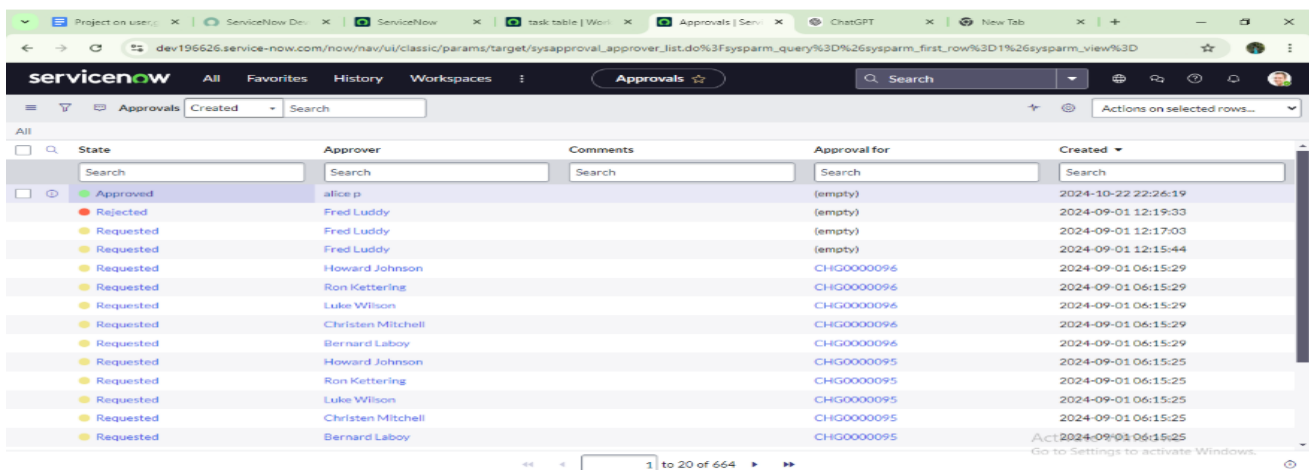 Project on user,g ServiceNow Dev ServiceNow task table | Work Approvals | Servi ChatGPT New Tab
dev196626.service-now.com/now/nav/ui/classic/params/target/sysapproval_approver_list.do%3Fsysparm_query%3D%26sysparm_first_row%3D1%26sysparm_view%3D
servicenow All Favorites History Workspaces Approvals Search
Approvals Created Search Actions on selected rows...
All
State Approver Comments Approval for Created
Search Search Search Search Search
Approved alice p (empty) 2024-10-22 22:26:19
Rejected Fred Luddy (empty) 2024-09-01 12:19:33
Requested Fred Luddy (empty) 2024-09-01 12:17:03
Requested Fred Luddy (empty) 2024-09-01 12:15:44
Requested Howard Johnson CHG0000096 2024-09-01 06:15:29
Requested Ron Kettering CHG0000096 2024-09-01 06:15:29
Requested Luke Wilson CHG0000096 2024-09-01 06:15:29
Requested Christen Mitchell CHG0000096 2024-09-01 06:15:29
Requested Bernard Laboy CHG0000096 2024-09-01 06:15:29
Requested Howard Johnson CHG0000095 2024-09-01 06:15:25
Requested Ron Kettering CHG0000095 2024-09-01 06:15:25
Requested Luke Wilson CHG0000095 2024-09-01 06:15:25
Requested Christen Mitchell CHG0000095 2024-09-01 06:15:25
Requested Bernard Laboy CHG0000095 2024-09-01 06:15:25
Go to Settings to activate Windows.
1 to 20 of 664